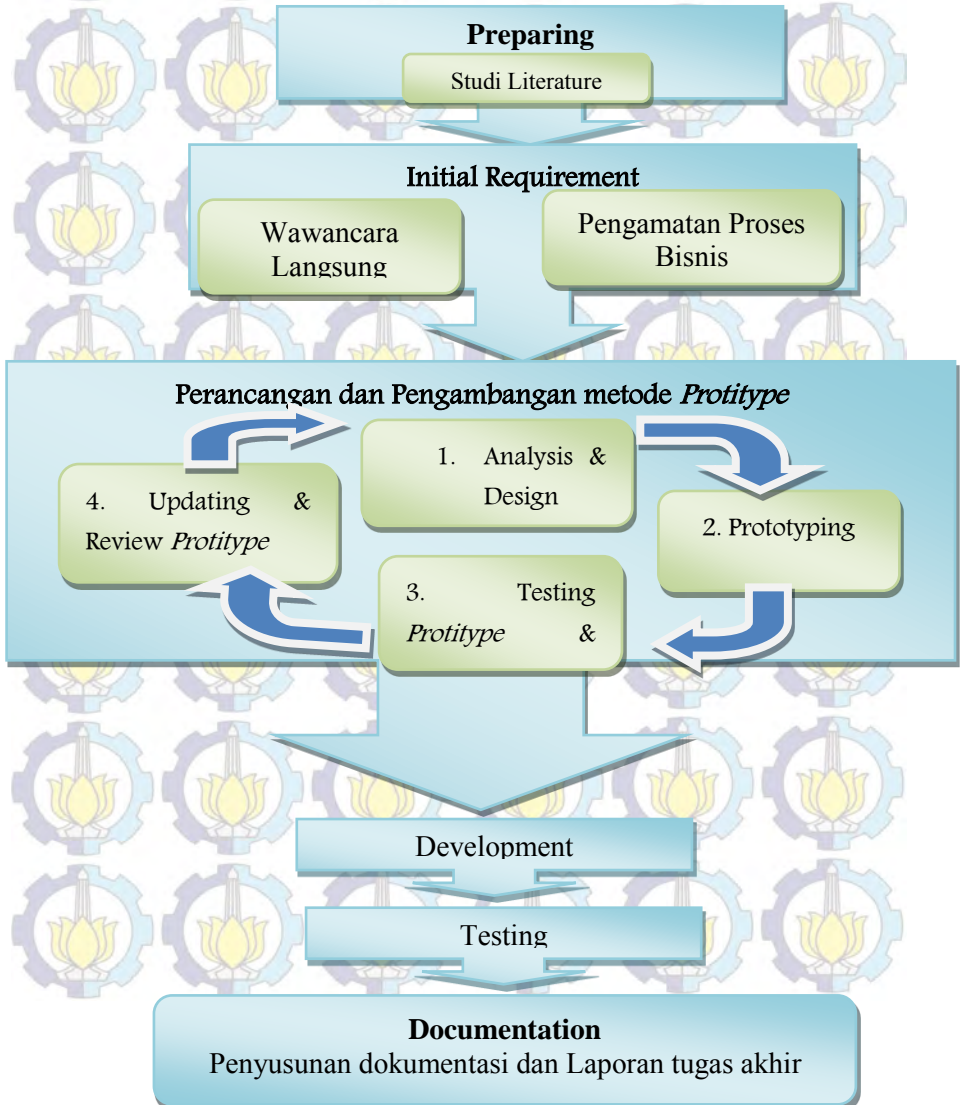 Preparing
Studi Literature
Initial Requirement
Wawancara
Langsung
Pengamatan Proses
Bisnis
Perancangan dan Pengambangan metode Protitype
1. Analysis &
Design
2. Prototyping
3. Testing
Protitype &
4. Updating &
Review Protitype
Development
Testing
Documentation
Penyusunan dokumentasi dan Laporan tugas akhir